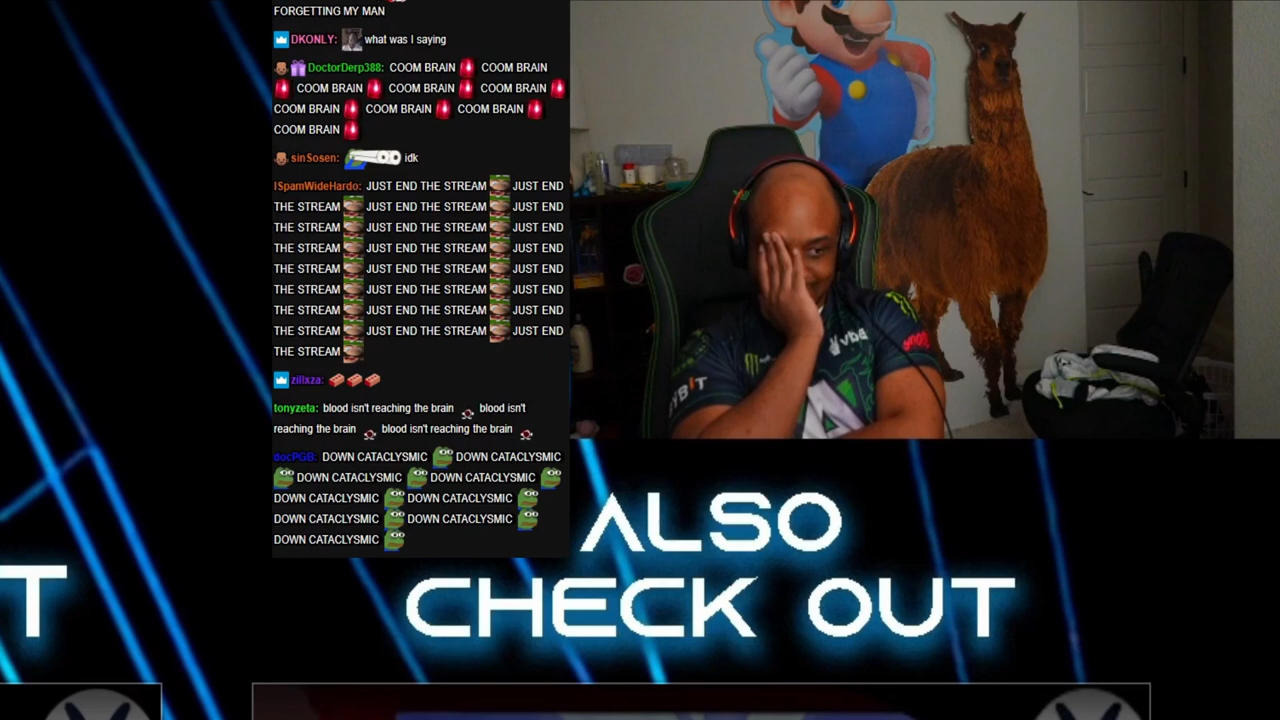 FORGETTING MY MAN
DKONLY: what was I saying
DoctorDerp388: COOM BRAIN COOM BRAIN
COOM BRAIN COOM BRAIN COOM BRAIN
COOM BRAIN COOM BRAIN COOM BRAIN
COOM BRAIN
sinSosen: idk
ISpamWideHardo: JUST END THE STREAM JUST END
THE STREAM JUST END THE STREAM JUST END
THE STREAM JUST END THE STREAM JUST END
THE STREAM JUST END THE STREAM JUST END
THE STREAM JUST END THE STREAM JUST END
THE STREAM JUST END THE STREAM JUST END
THE STREAM JUST END THE STREAM JUST END
THE STREAM JUST END THE STREAM JUST END
THE STREAM
zillxza:
tonyzeta: blood isn't reaching the brain blood isn't
reaching the brain blood isn't reaching the brain
docPGB: DOWN CATACLYSMIC DOWN CATACLYSMIC
DOWN CATACLYSMIC DOWN CATACLYSMIC
DOWN CATACLYSMIC DOWN CATACLYSMIC
DOWN CATACLYSMIC DOWN CATACLYSMIC
DOWN CATACLYSMIC
vbe
BYBIT
ALSO
CHECK OUT
T